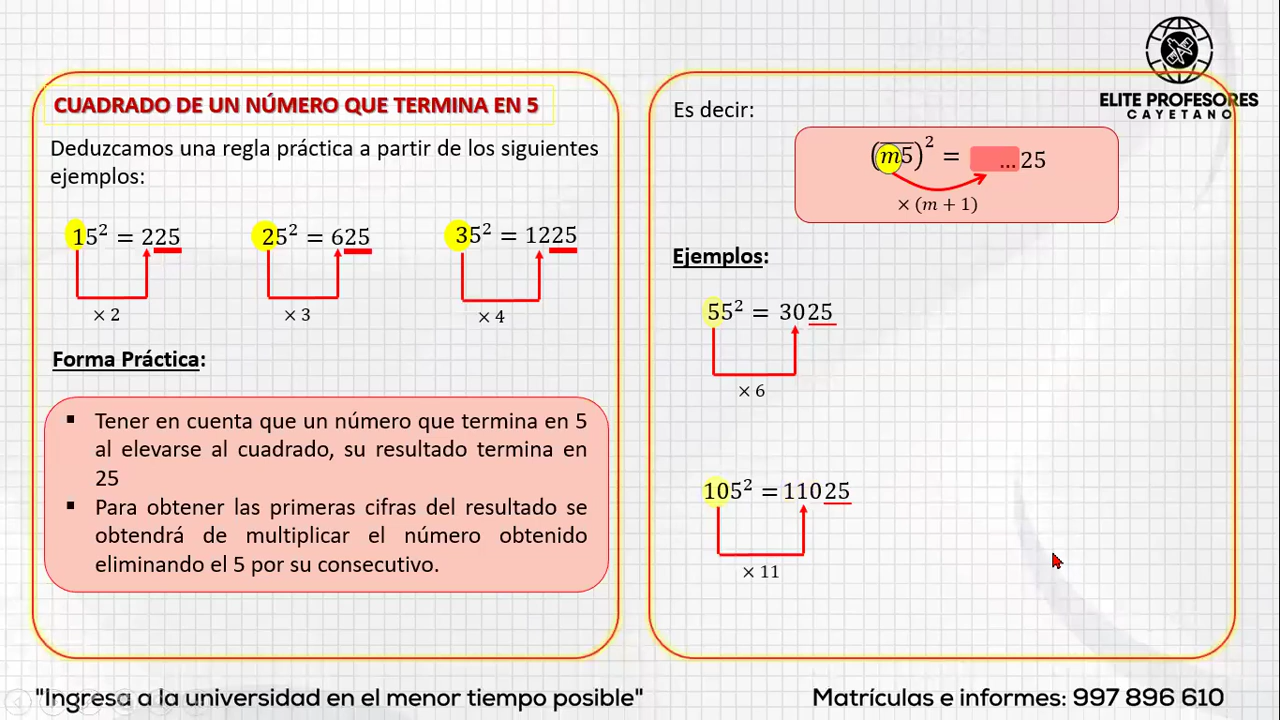 ELITE PROFESORES
CAYETANO
CUADRADO DE UN NÚMERO QUE TERMINA EN 5
Deduzcamos una regla práctica a partir de los siguientes
ejemplos:
15² = 225
× 2
25² = 625
× 3
35² = 1225
× 4
Forma Práctica:
▪ Tener en cuenta que un número que termina en 5
al elevarse al cuadrado, su resultado termina en
25
▪ Para obtener las primeras cifras del resultado se
obtendrá de multiplicar el número obtenido
eliminando el 5 por su consecutivo.
Es decir:
(m̅5̅)² = ...25
× (m + 1)
Ejemplos:
55² = 3025
× 6
105² = 11025
× 11
"Ingresa a la universidad en el menor tiempo posible"
Matrículas e informes: 997 896 610